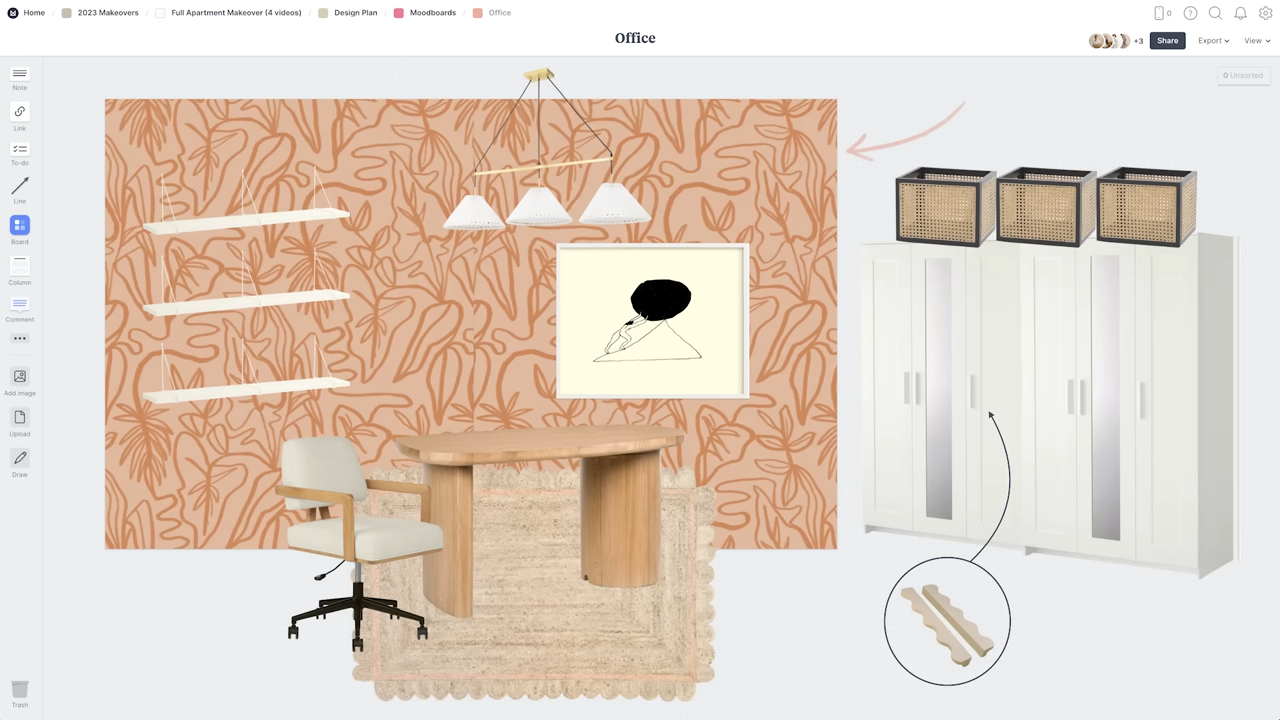 Home / 2023 Makeovers / Full Apartment Makeover (4 videos) / Design Plan / Moodboards / Office
0
Office
+3 Share Export View
0 Unsorted
Note
Link
To-do
Line
Board
Column
Comment
Add image
Upload
Draw
Trash